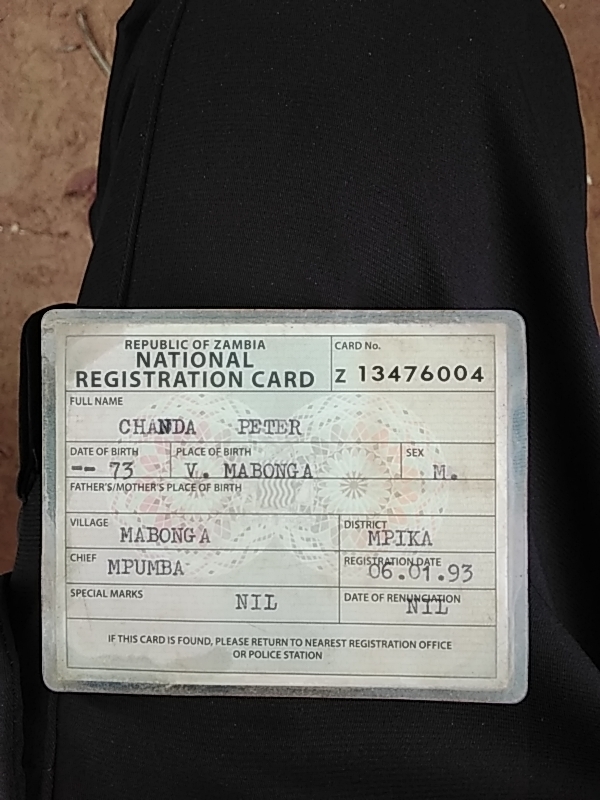 REPUBLIC OF ZAMBIA
NATIONAL
REGISTRATION CARD
CARD No.
Z 13476004
FULL NAME
CHANDA PETER
DATE OF BIRTH
-- 73
PLACE OF BIRTH
V. MABONGA
SEX
M.
FATHER'S/MOTHER'S PLACE OF BIRTH
VILLAGE
MABONGA
DISTRICT
MPIKA
CHIEF
MPUMBA
REGISTRATION DATE
06.01.93
SPECIAL MARKS
NIL
DATE OF RENUNCIATION
NIL
IF THIS CARD IS FOUND, PLEASE RETURN TO NEAREST REGISTRATION OFFICE
OR POLICE STATION